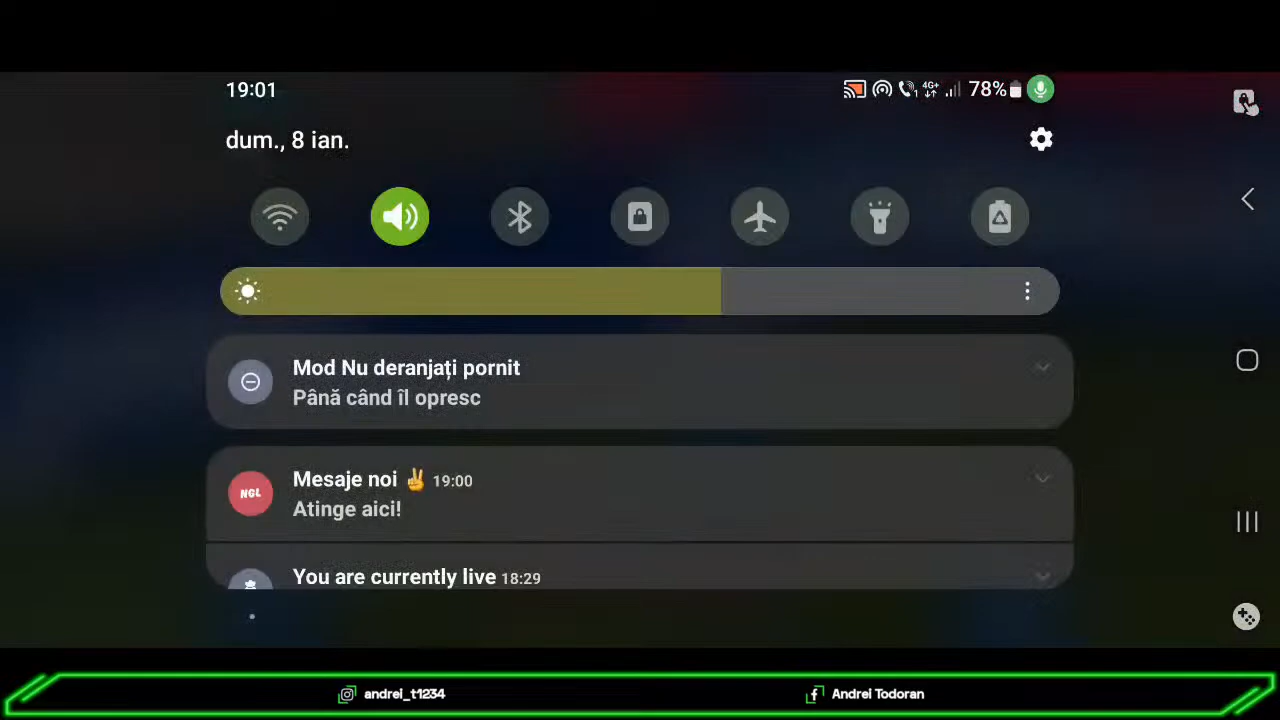 19:01
4G+ 78%
dum., 8 ian.
Mod Nu deranjați pornit
Până când îl opresc
NGL
Mesaje noi ✌ 19:00
Atinge aici!
You are currently live 18:29
andrei_t1234
Andrei Todoran